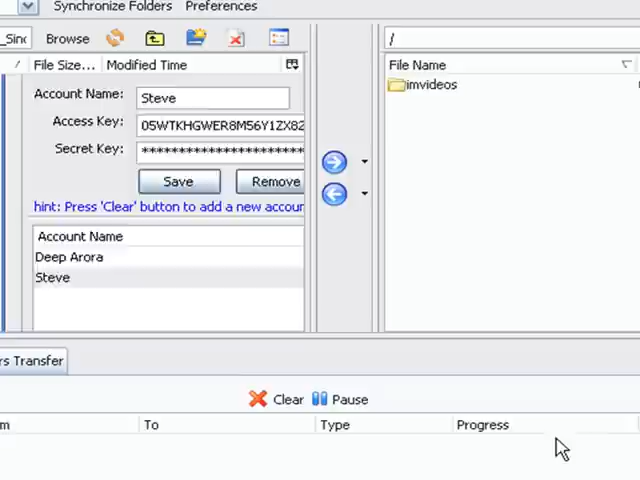 Synchronize Folders Preferences
Browse
/
/ File Size... Modified Time
File Name
imvideos
Account Name: Steve
Access Key: 05WTKHGWER8M56Y1ZX8Z
Secret Key: ********************
Save Remove
hint: Press 'Clear' button to add a new accour
Account Name
Deep Arora
Steve
rs Transfer
Clear Pause
m To Type Progress